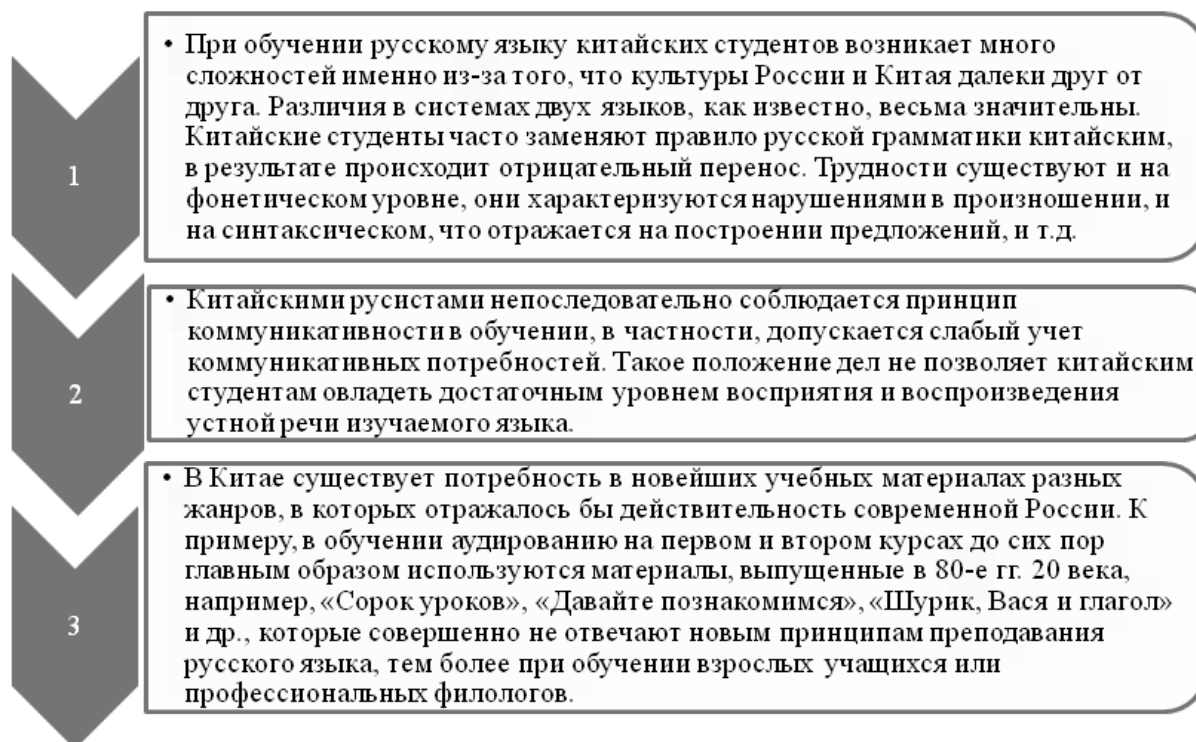 1
• При обучении русскому языку китайских студентов возникает много
сложностей именно из-за того, что культуры России и Китая далеки друг от
друга. Различия в системах двух языков, как известно, весьма значительны.
Китайские студенты часто заменяют правило русской грамматики китайским,
в результате происходит отрицательный перенос. Трудности существуют и на
фонетическом уровне, они характеризуются нарушениями в произношении, и
на синтаксическом, что отражается на построении предложений, и т.д.
2
• Китайскими русистами непоследовательно соблюдается принцип
коммуникативности в обучении, в частности, допускается слабый учет
коммуникативных потребностей. Такое положение дел не позволяет китайским
студентам овладеть достаточным уровнем восприятия и воспроизведения
устной речи изучаемого языка.
3
• В Китае существует потребность в новейших учебных материалах разных
жанров, в которых отражалось бы действительность современной России. К
примеру, в обучении аудированию на первом и втором курсах до сих пор
главным образом используются материалы, выпущенные в 80-е гг. 20 века,
например, «Сорок уроков», «Давайте познакомимся», «Шурик, Вася и глагол»
и др., которые совершенно не отвечают новым принципам преподавания
русского языка, тем более при обучении взрослых учащихся или
профессиональных филологов.